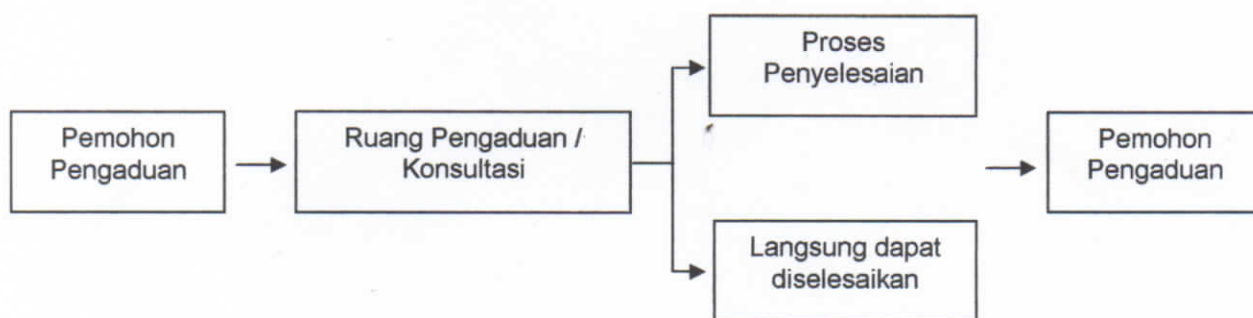 Pemohon
Pengaduan
Ruang Pengaduan /
Konsultasi
Proses
Penyelesaian
Langsung dapat
diselesaikan
Pemohon
Pengaduan